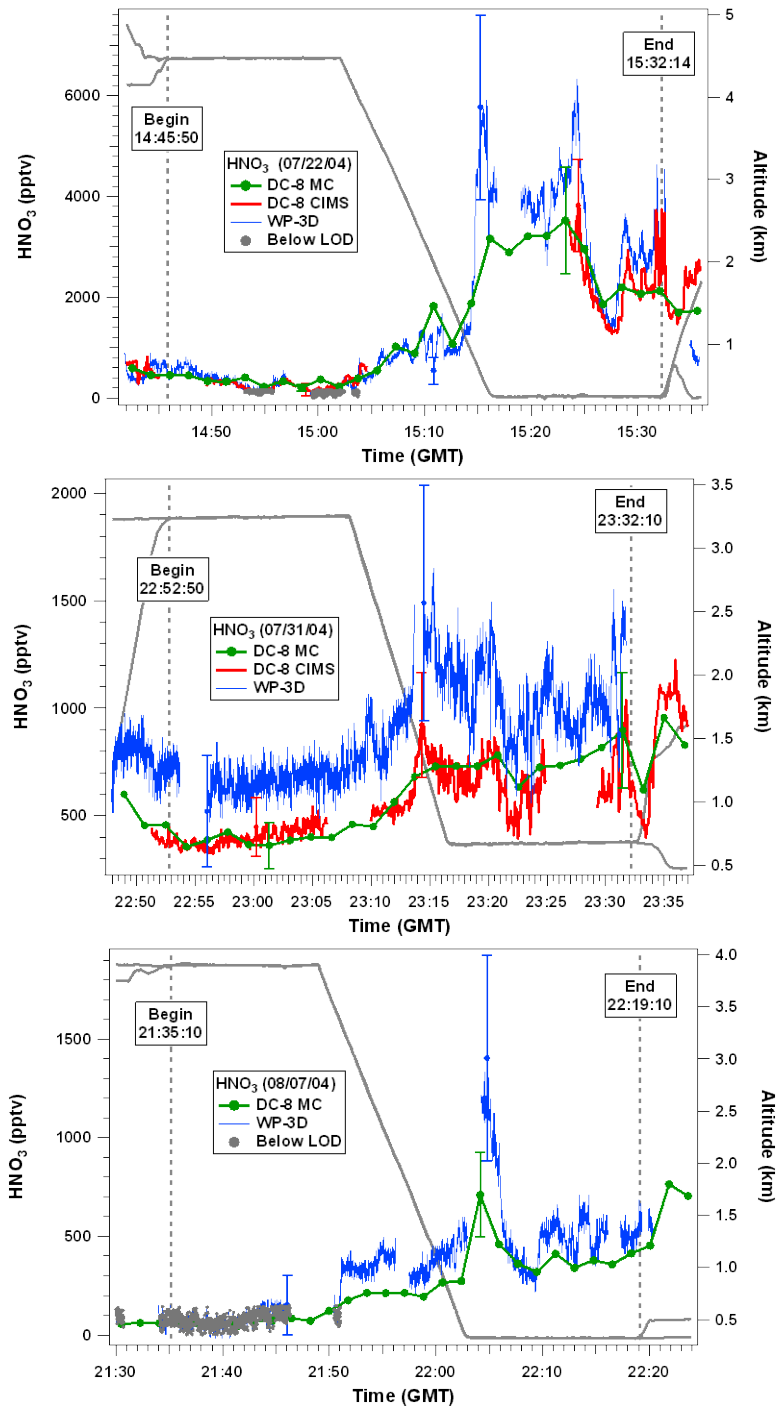 6000
4000
2000
0
HNO3 (pptv)
5
4
3
2
1
Altitude (km)
Begin
14:45:50
End
15:32:14
HNO3 (07/22/04)
DC-8 MC
DC-8 CIMS
WP-3D
Below LOD
14:50
15:00
15:10
15:20
15:30
Time (GMT)
2000
1500
1000
500
HNO3 (pptv)
3.5
3.0
2.5
2.0
1.5
1.0
0.5
Altitude (km)
Begin
22:52:50
End
23:32:10
HNO3 (07/31/04)
DC-8 MC
DC-8 CIMS
WP-3D
22:50
22:55
23:00
23:05
23:10
23:15
23:20
23:25
23:30
23:35
Time (GMT)
1500
1000
500
0
HNO3 (pptv)
4.0
3.5
3.0
2.5
2.0
1.5
1.0
0.5
Altitude (km)
Begin
21:35:10
End
22:19:10
HNO3 (08/07/04)
DC-8 MC
WP-3D
Below LOD
21:30
21:40
21:50
22:00
22:10
22:20
Time (GMT)